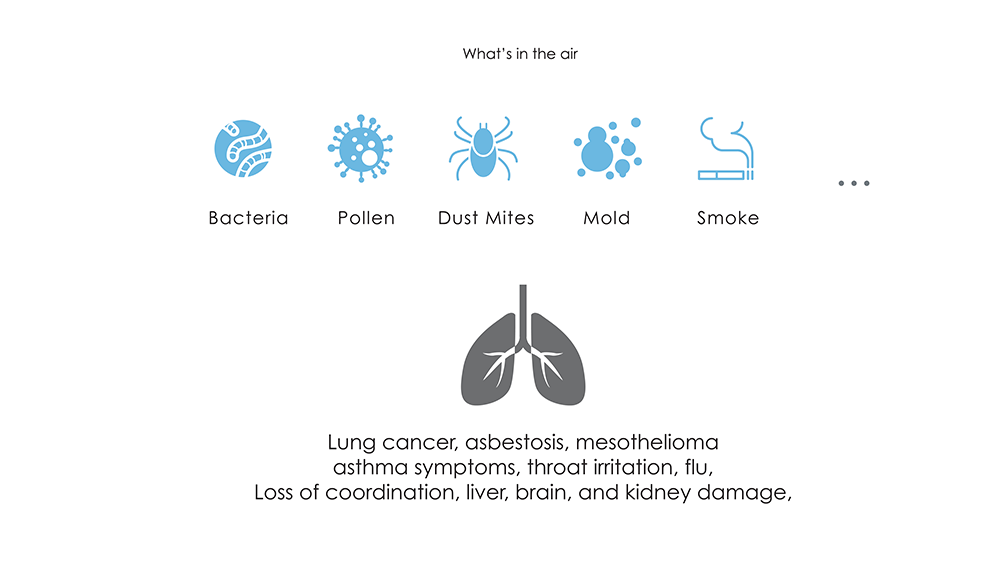 What's in the air
Bacteria
Pollen
Dust Mites
Mold
Smoke
...
Lung cancer, asbestosis, mesothelioma
asthma symptoms, throat irritation, flu,
Loss of coordination, liver, brain, and kidney damage,